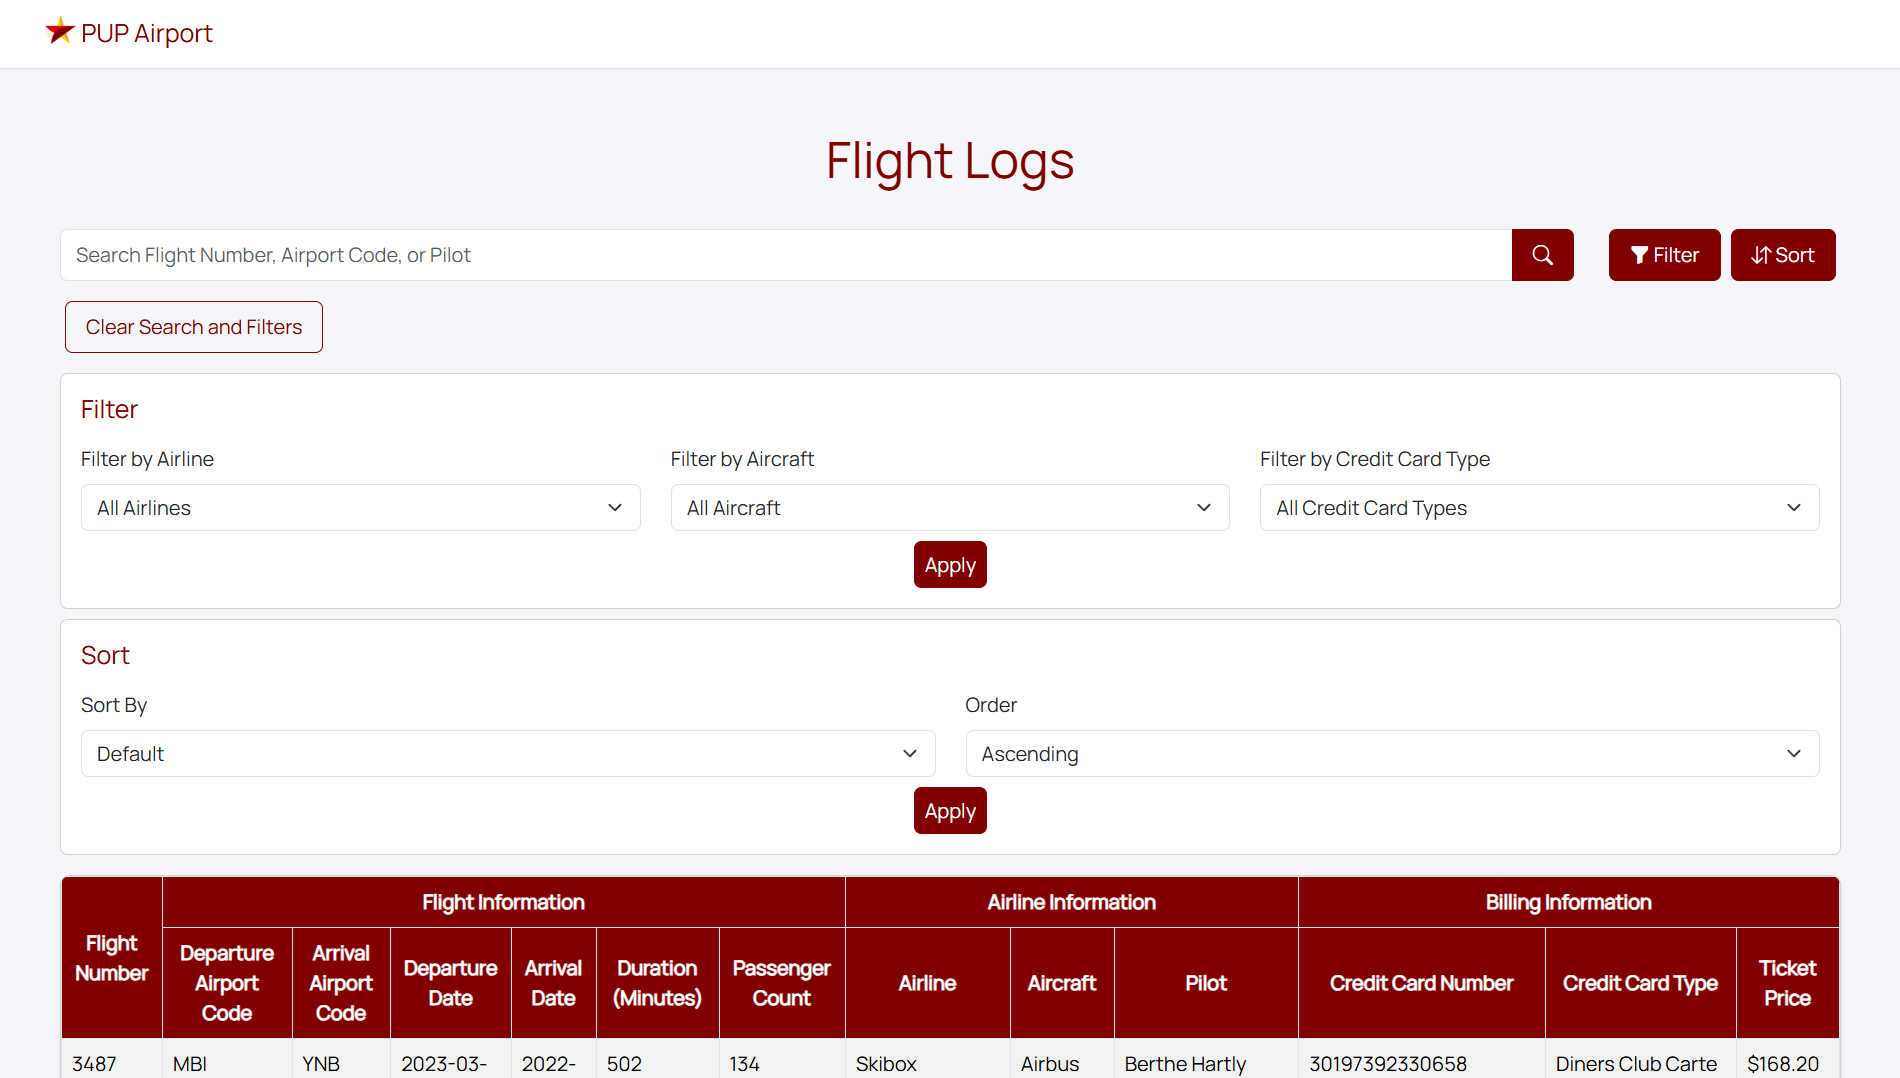 PUP Airport
Flight Logs
Search Flight Number, Airport Code, or Pilot
Filter
Sort
Clear Search and Filters
Filter
Filter by Airline
Filter by Aircraft
Filter by Credit Card Type
All Airlines
All Aircraft
All Credit Card Types
Apply
Sort
Sort By
Order
Default
Ascending
Apply
Flight Number
Flight Information
Airline Information
Billing Information
Departure Airport Code
Arrival Airport Code
Departure Date
Arrival Date
Duration (Minutes)
Passenger Count
Airline
Aircraft
Pilot
Credit Card Number
Credit Card Type
Ticket Price
3487 MBI YNB 2023-03- 2022- 502 134 Skibox Airbus Berthe Hartly 30197392330658 Diners Club Carte $168.20